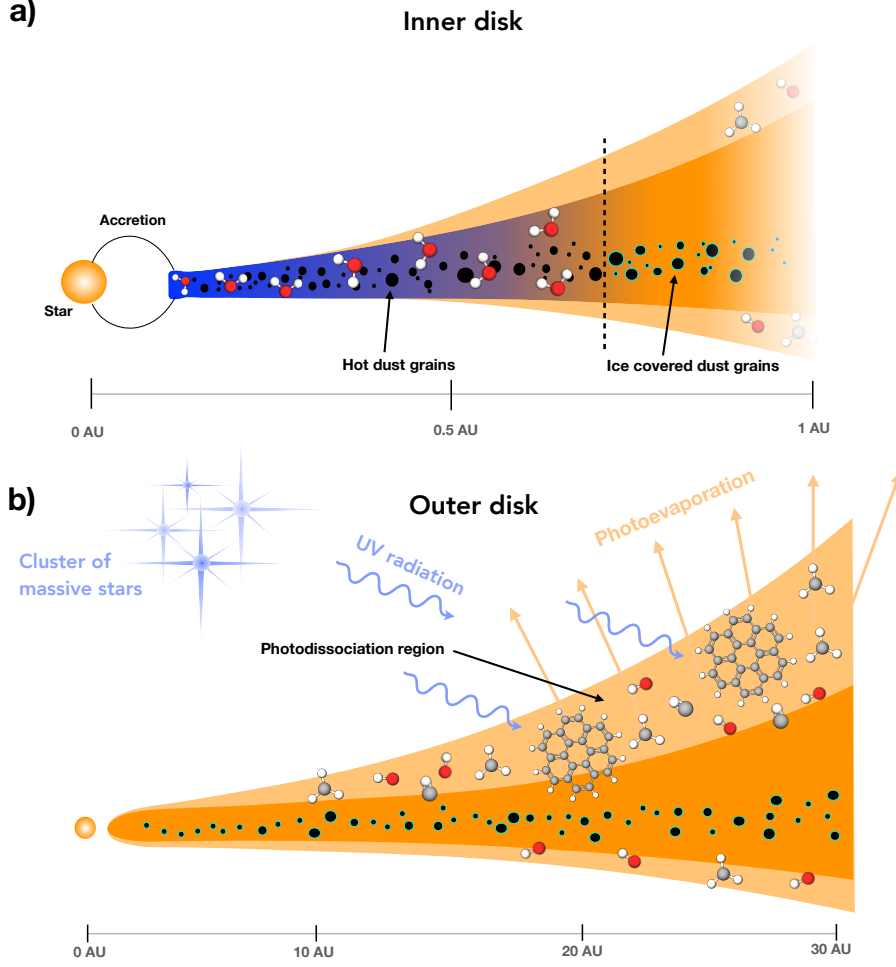 a)
Inner disk
Accretion
Star
Hot dust grains
Ice covered dust grains
0 AU
0.5 AU
1 AU
b)
Outer disk
Photoevaporation
UV radiation
Cluster of
massive stars
Photodissociation region
0 AU
10 AU
20 AU
30 AU